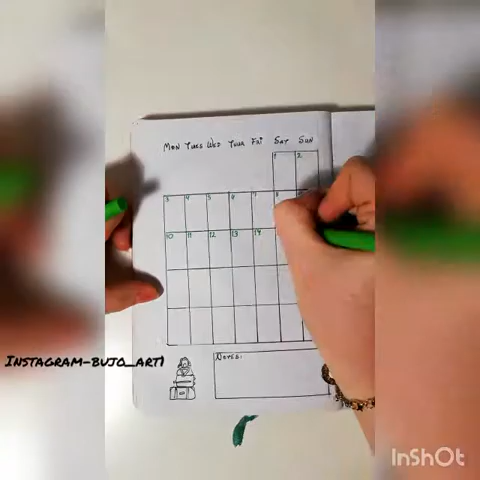 Mon Tues Wed Thur Fri Sat Sun
1 2
3 4 5 6 7 8
10 11 12 13 14
Notes:
Instagram-bujo_art1
InShOt